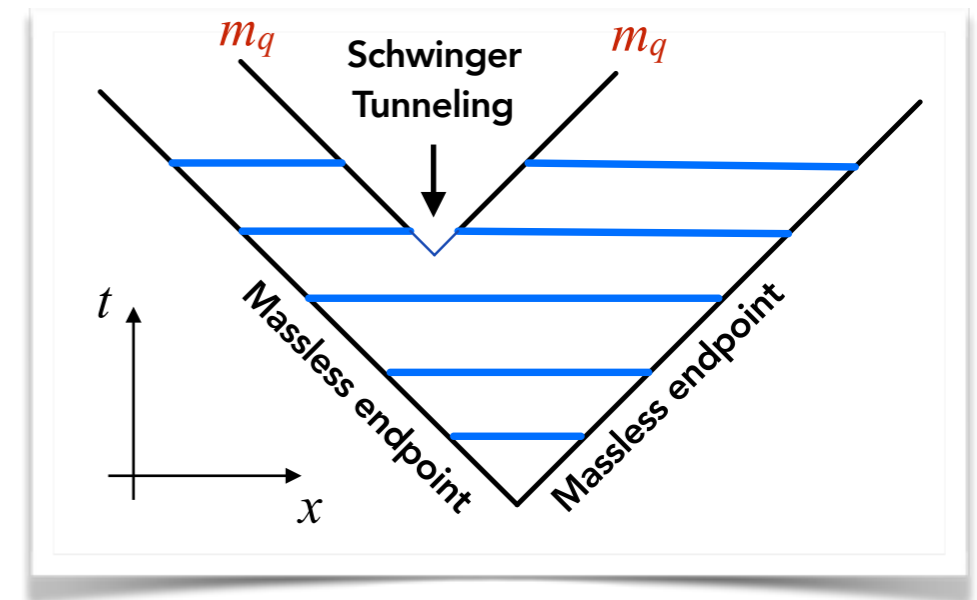 m_q
Schwinger
Tunneling
m_q
t
x
Massless endpoint
Massless endpoint